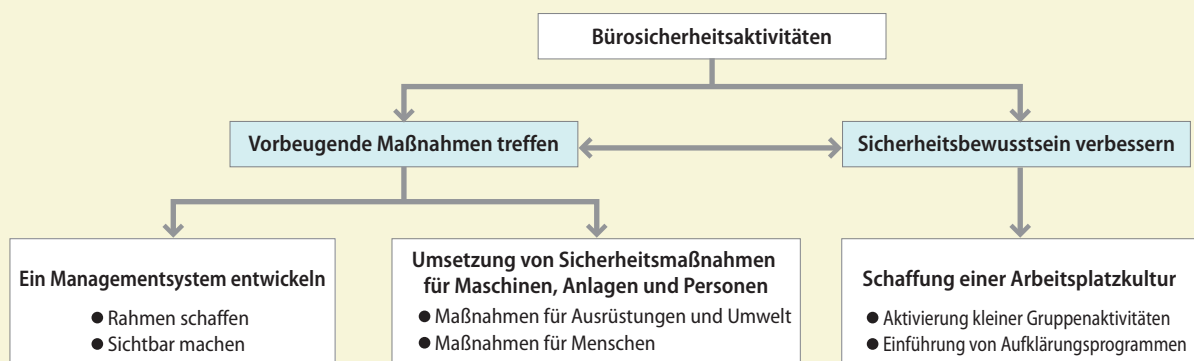 Bürosicherheitsaktivitäten
Vorbeugende Maßnahmen treffen
Sicherheitsbewusstsein verbessern
Ein Managementsystem entwickeln
● Rahmen schaffen
● Sichtbar machen
Umsetzung von Sicherheitsmaßnahmen
für Maschinen, Anlagen und Personen
● Maßnahmen für Ausrüstungen und Umwelt
● Maßnahmen für Menschen
Schaffung einer Arbeitsplatzkultur
● Aktivierung kleiner Gruppenaktivitäten
● Einführung von Aufklärungsprogrammen